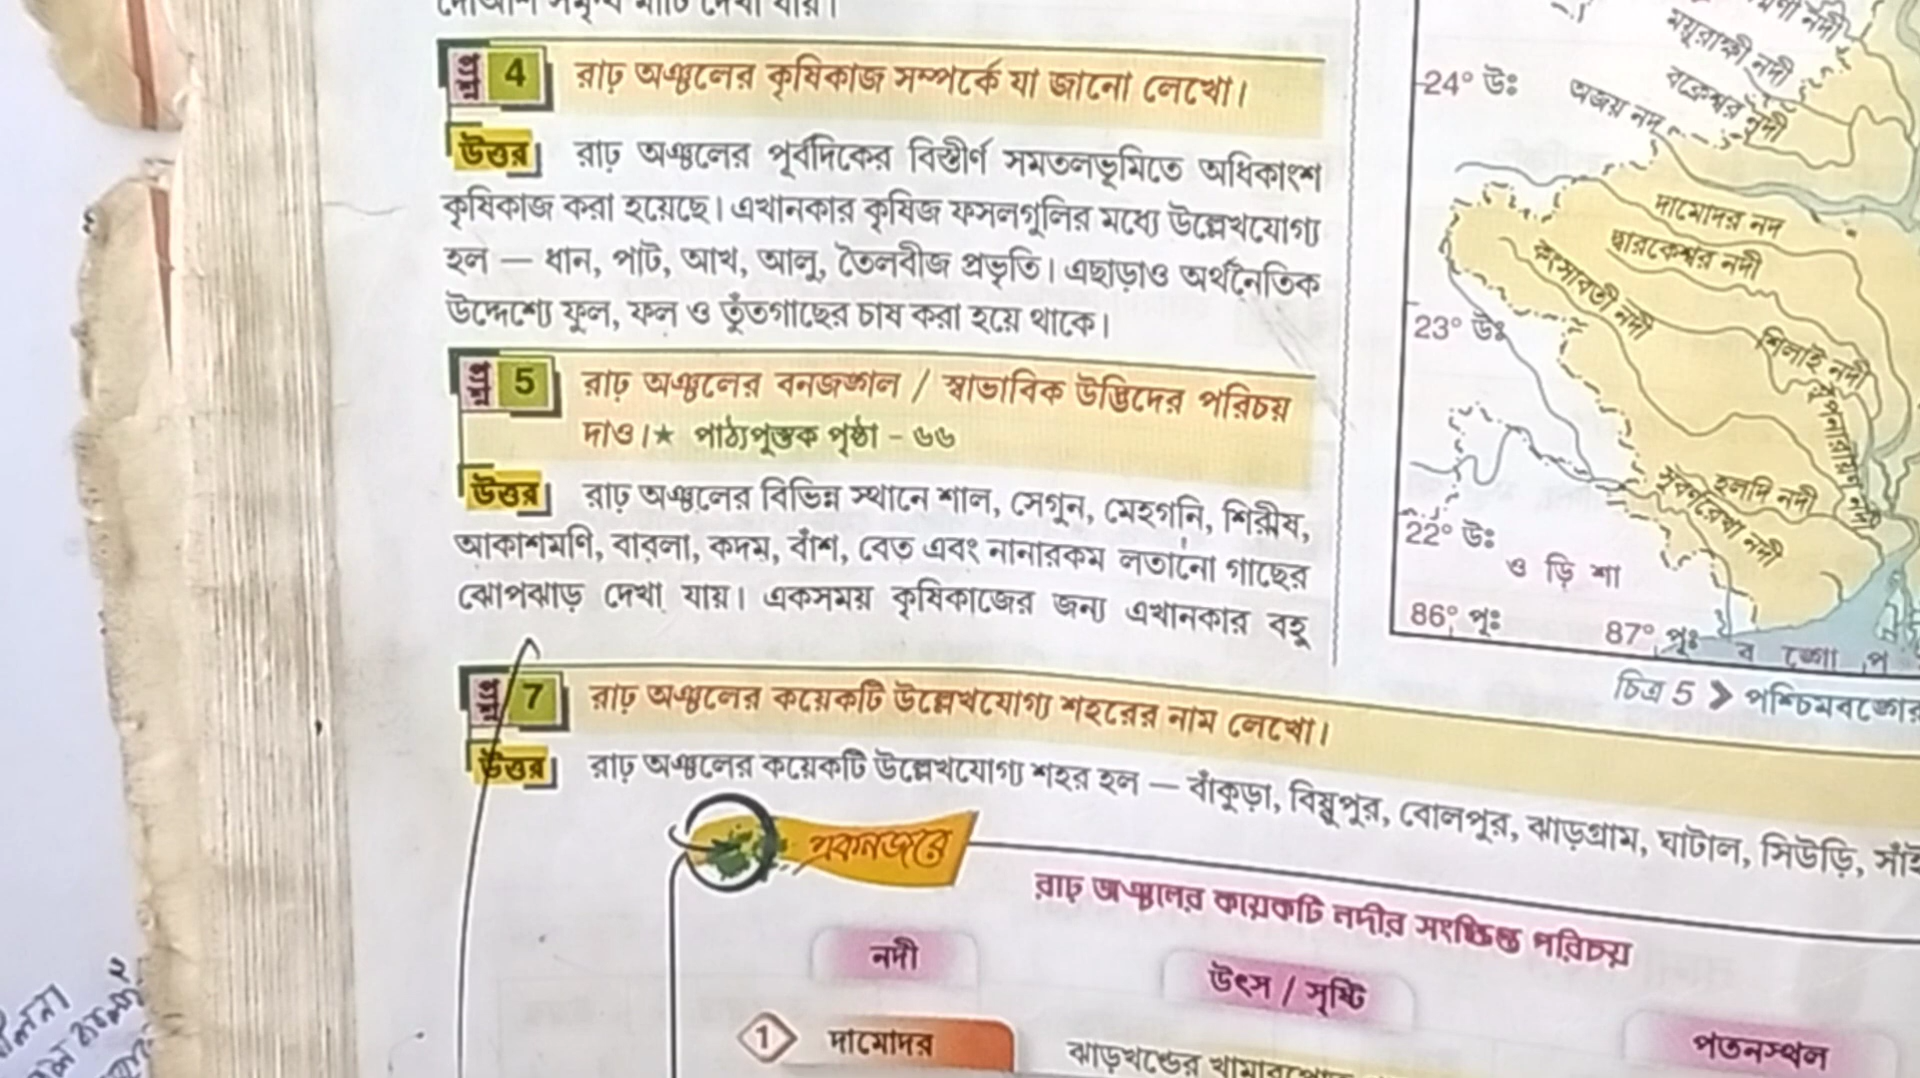 প্রশ্ন 4 রাঢ় অঞ্চলের কৃষিকাজ সম্পর্কে যা জানো লেখো।
উত্তর রাঢ় অঞ্চলের পূর্বদিকের বিস্তীর্ণ সমতলভূমিতে অধিকাংশ
কৃষিকাজ করা হয়েছে। এখানকার কৃষিজ ফসলগুলির মধ্যে উল্লেখযোগ্য
হল — ধান, পাট, আখ, আলু, তৈলবীজ প্রভৃতি। এছাড়াও অর্থনৈতিক
উদ্দেশ্যে ফুল, ফল ও তুঁতগাছের চাষ করা হয়ে থাকে।
প্রশ্ন 5 রাঢ় অঞ্চলের বনজঙ্গল / স্বাভাবিক উদ্ভিদের পরিচয়
দাও।★ পাঠ্যপুস্তক পৃষ্ঠা - ৬৬
উত্তর রাঢ় অঞ্চলের বিভিন্ন স্থানে শাল, সেগুন, মেহগনি, শিরীষ,
আকাশমণি, বাবলা, কদম, বাঁশ, বেত এবং নানারকম লতানো গাছের
ঝোপঝাড় দেখা যায়। একসময় কৃষিকাজের জন্য এখানকার বহু
ময়ূরাক্ষী নদী
বক্রেশ্বর নদী
24° উঃ
অজয় নদ
দামোদর নদ
দ্বারকেশ্বর নদী
কংসাবতী নদী
23° উঃ
শিলাই নদী
রূপনারায়ণ নদী
হলদি নদী
সুবর্ণরেখা নদী
22° উঃ
ও ড়ি শা
86° পূঃ
87° পূঃ
ব ঙ্গো প
চিত্র 5 ❯ পশ্চিমবঙ্গের
প্রশ্ন 7 রাঢ় অঞ্চলের কয়েকটি উল্লেখযোগ্য শহরের নাম লেখো।
উত্তর রাঢ় অঞ্চলের কয়েকটি উল্লেখযোগ্য শহর হল — বাঁকুড়া, বিষ্ণুপুর, বোলপুর, ঝাড়গ্রাম, ঘাটাল, সিউড়ি,
একনজরে
রাঢ় অঞ্চলের কয়েকটি নদীর সংক্ষিপ্ত পরিচয়
নদী
উৎস / সৃষ্টি
পতনস্থল
1 দামোদর
ঝাড়খণ্ডের